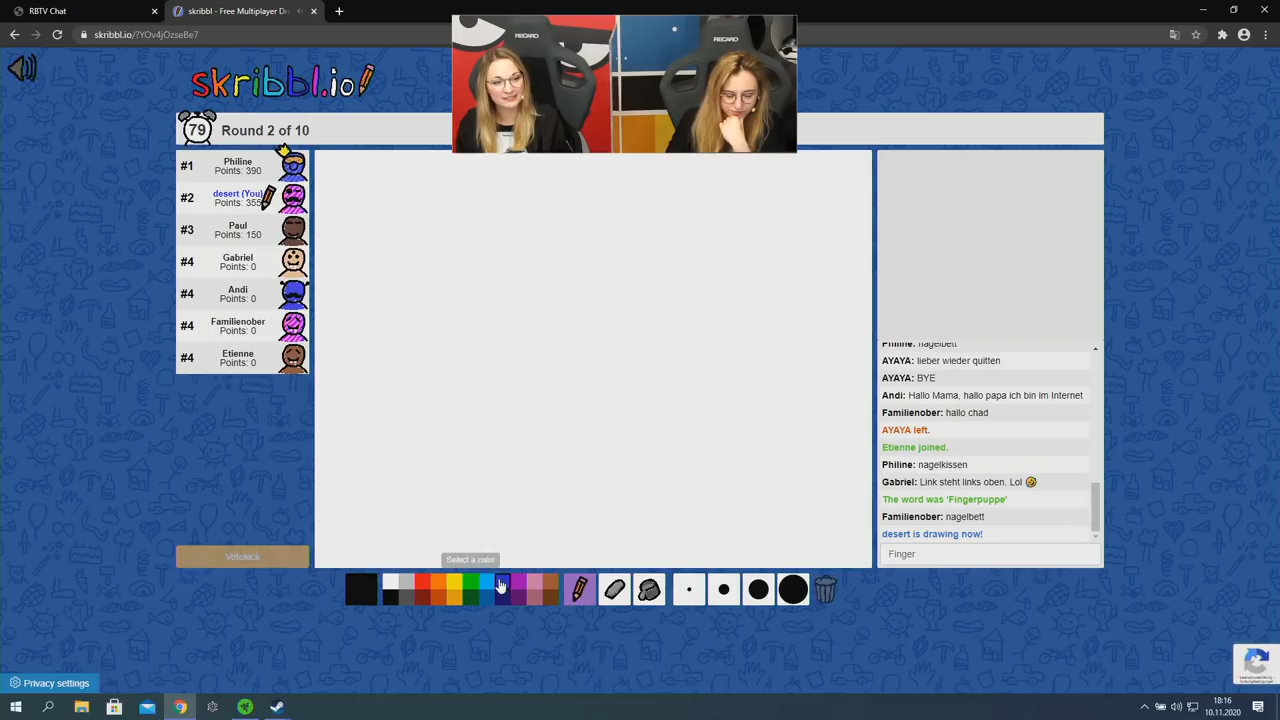 RBTV Chat
skribbl - Free Multiplayer Dr
skribbl.io/?YOv4jOzseBe7
RECARO
RECARO
skribbl.io
79
Round 2 of 10
#1
Philine
Points: 390
#2
desert (You)
Points: 355
#3
Paul
Points: 150
#4
Gabriel
Points: 0
#4
Andi
Points: 0
#4
Familienober
Points: 0
#4
Etienne
Points: 0
Votekick
Select a color
Philine: nagelbett
AYAYA: lieber wieder quitten
AYAYA: BYE
Andi: Hallo Mama, hallo papa ich bin im Internet
Familienober: hallo chad
AYAYA left.
Etienne joined.
Philine: nagelkissen
Gabriel: Link steht links oben. Lol
The word was 'Fingerpuppe'
Familienober: nagelbett
desert is drawing now!
Finger
Privacy settings
18:16
10.11.2020